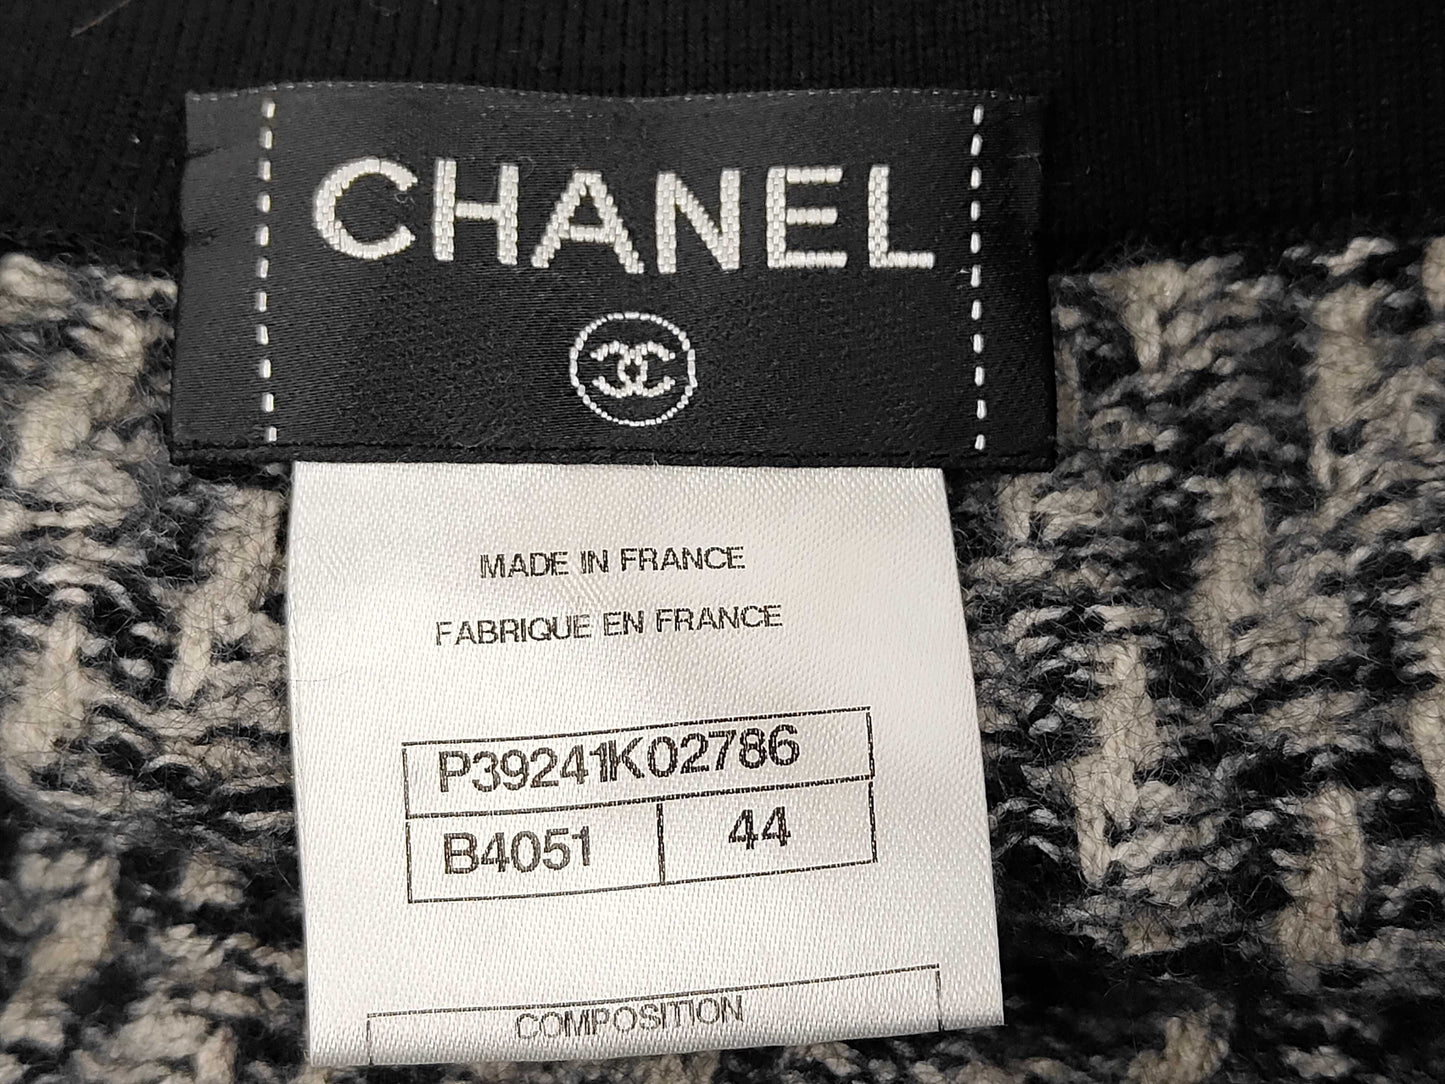 CHANEL
MADE IN FRANCE
FABRIQUE EN FRANCE
P39241K02786
B4051 44
COMPOSITION